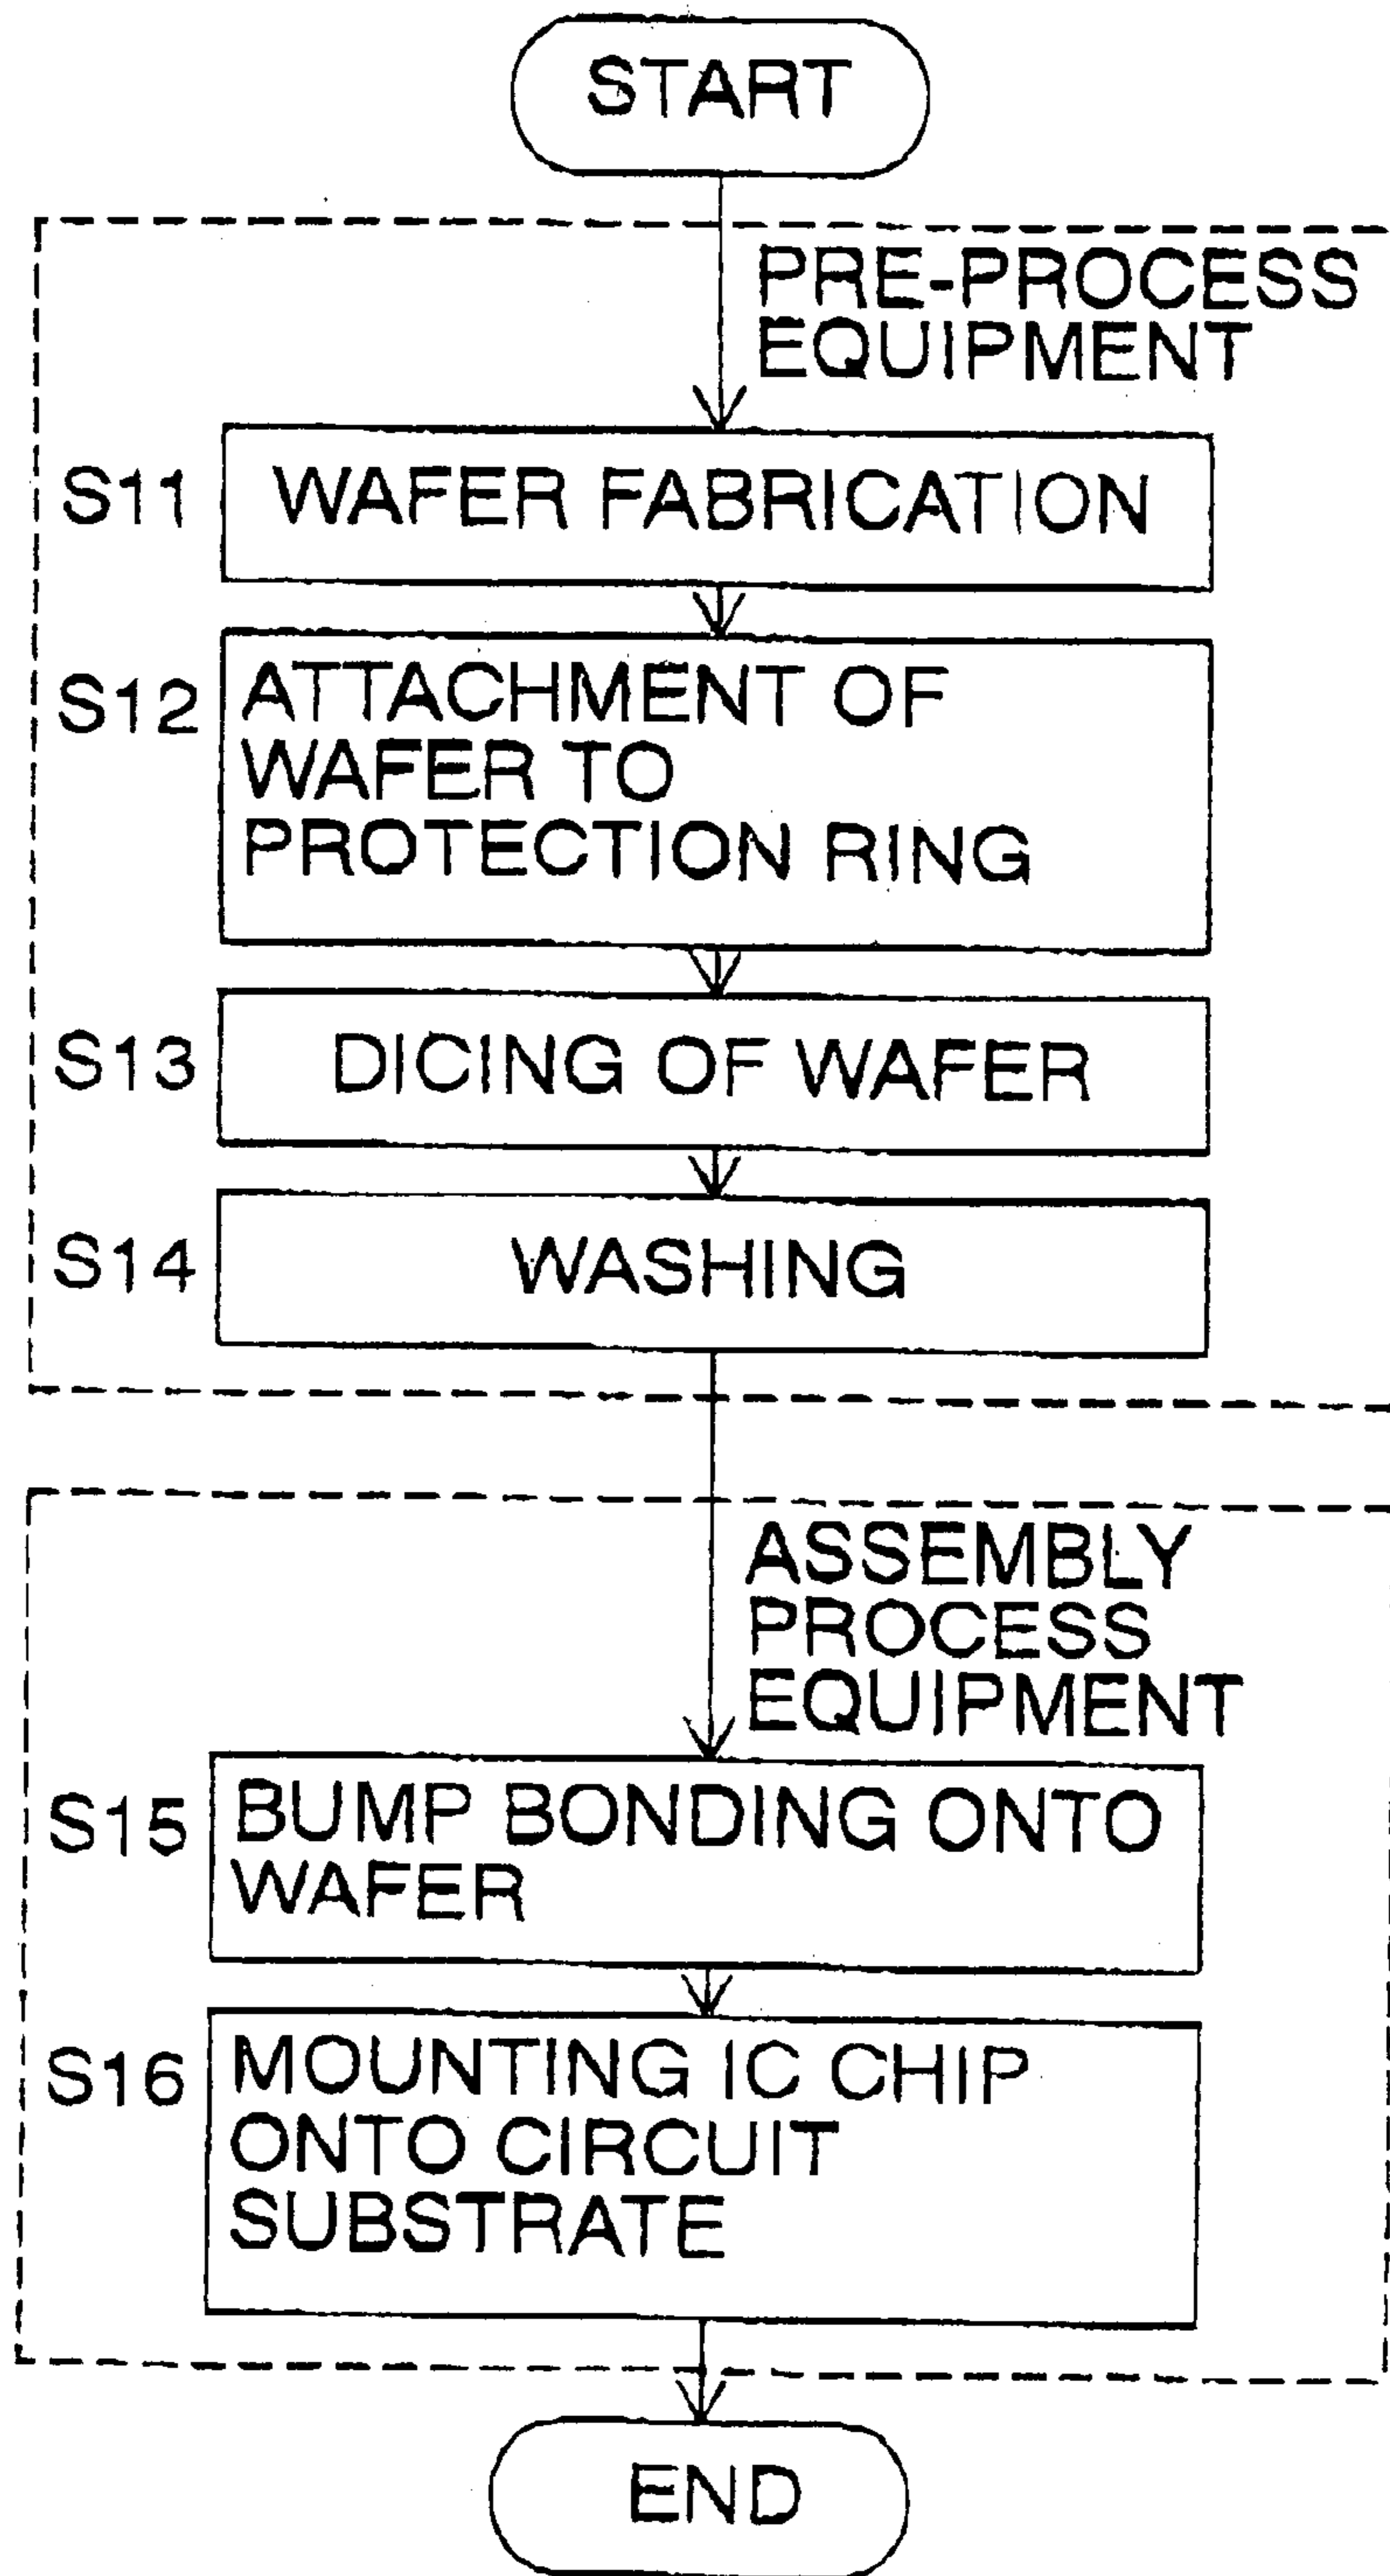 START
PRE-PROCESS
EQUIPMENT
S11
WAFER FABRICATION
S12
ATTACHMENT OF
WAFER TO
PROTECTION RING
S13
DICING OF WAFER
S14
WASHING
ASSEMBLY
PROCESS
EQUIPMENT
S15
BUMP BONDING ONTO
WAFER
S16
MOUNTING IC CHIP
ONTO CIRCUIT
SUBSTRATE
END